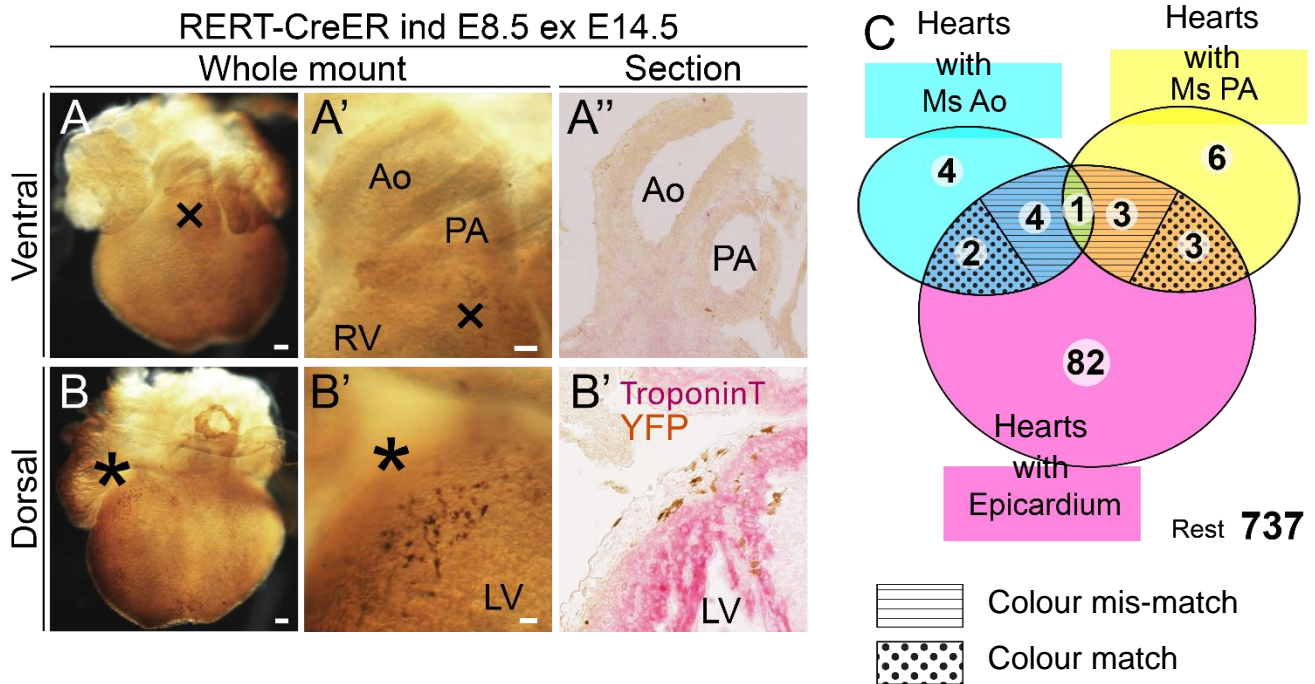 RERT-CreER ind E8.5 ex E14.5
Whole mount
Section
Ventral
A
A'
Ao
PA
RV
A''
Ao
PA
Dorsal
B
B'
LV
B'
TroponinT
YFP
LV
C
Hearts
with
Ms Ao
Hearts
with
Ms PA
4
6
4
1
3
2
3
82
Hearts
with
Epicardium
Rest 737
Colour mis-match
Colour match